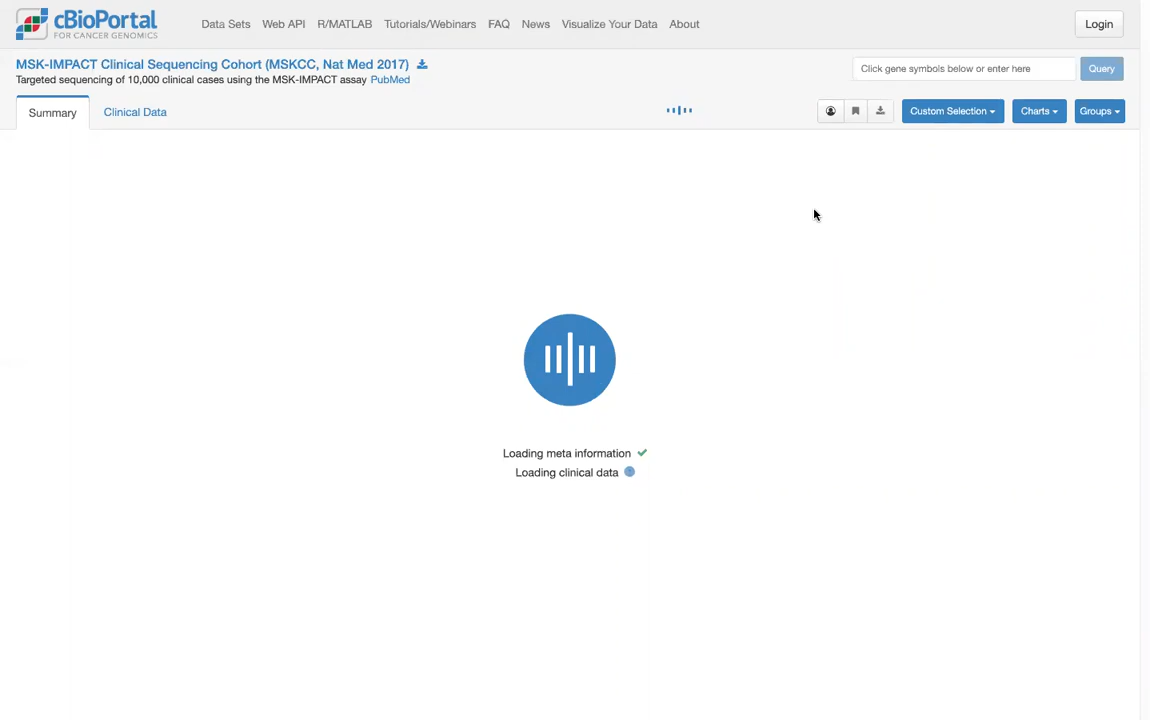 cBioPortal
FOR CANCER GENOMICS
Data Sets Web API R/MATLAB Tutorials/Webinars FAQ News Visualize Your Data About
Login
MSK-IMPACT Clinical Sequencing Cohort (MSKCC, Nat Med 2017)
Targeted sequencing of 10,000 clinical cases using the MSK-IMPACT assay PubMed
Click gene symbols below or enter here
Query
Summary Clinical Data
Custom Selection Charts Groups
Loading meta information
Loading clinical data